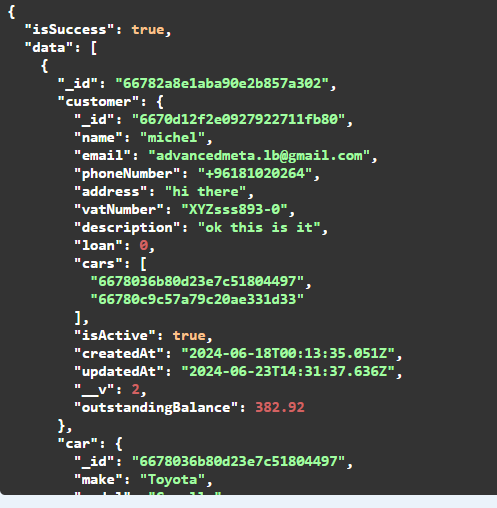 {
"isSuccess": true,
"data": [
{
"_id": "66782a8e1aba90e2b857a302",
"customer": {
"_id": "6670d12f2e0927922711fb80",
"name": "michel",
"email": "advancedmeta.lb@gmail.com",
"phoneNumber": "+96181020264",
"address": "hi there",
"vatNumber": "XYZsss893-0",
"description": "ok this is it",
"loan": 0,
"cars": [
"6678036b80d23e7c51804497",
"66780c9c57a79c20ae331d33"
],
"isActive": true,
"createdAt": "2024-06-18T00:13:35.051Z",
"updatedAt": "2024-06-23T14:31:37.636Z",
"__v": 2,
"outstandingBalance": 382.92
},
"car": {
"_id": "6678036b80d23e7c51804497",
"make": "Toyota",